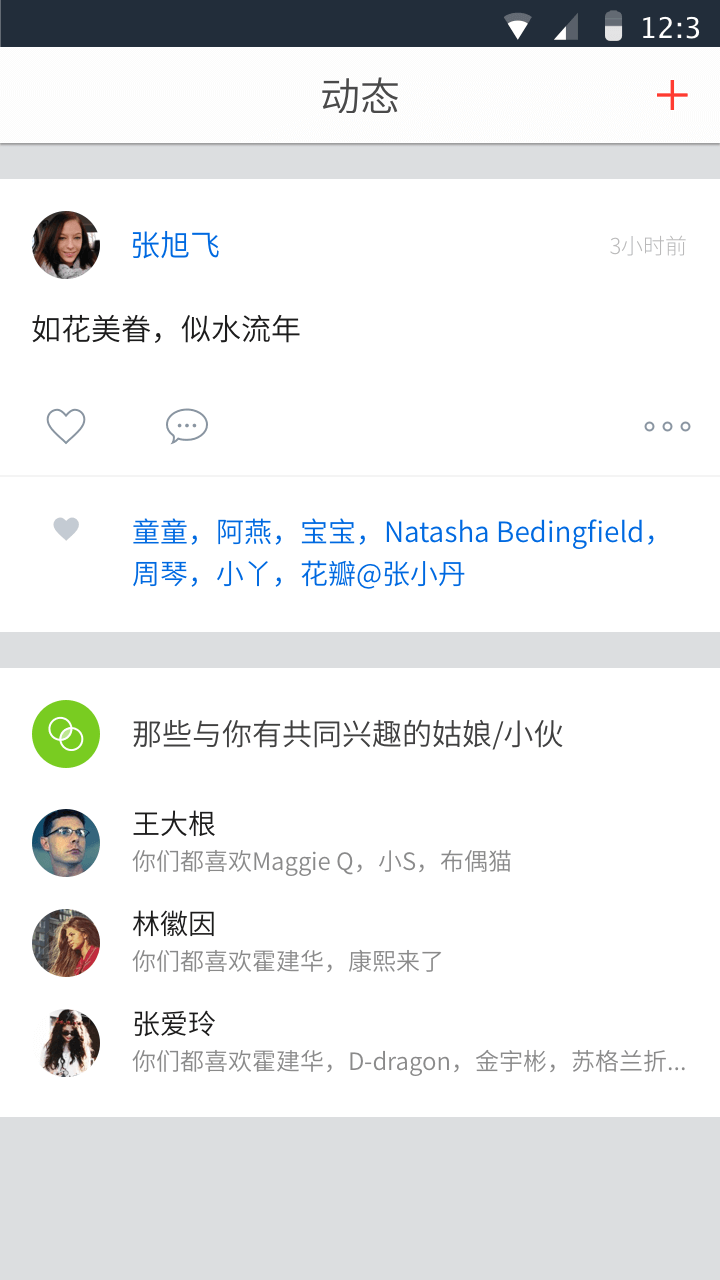 12:3
动态
张旭飞
3小时前
如花美眷，似水流年
童童，阿燕，宝宝，Natasha Bedingfield，
周琴，小丫，花瓣@张小丹
那些与你有共同兴趣的姑娘/小伙
王大根
你们都喜欢Maggie Q，小S，布偶猫
林徽因
你们都喜欢霍建华，康熙来了
张爱玲
你们都喜欢霍建华，D-dragon，金宇彬，苏格兰折...